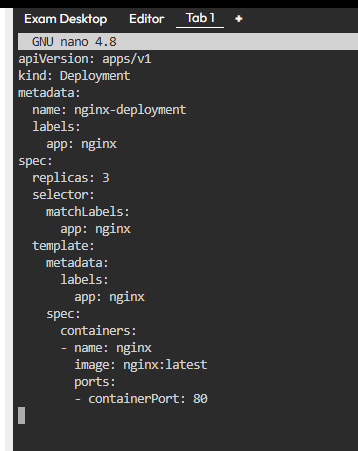 Exam Desktop Editor Tab 1 +
GNU nano 4.8
apiVersion: apps/v1
kind: Deployment
metadata:
  name: nginx-deployment
  labels:
    app: nginx
spec:
  replicas: 3
  selector:
    matchLabels:
      app: nginx
  template:
    metadata:
      labels:
        app: nginx
    spec:
      containers:
      - name: nginx
        image: nginx:latest
        ports:
        - containerPort: 80